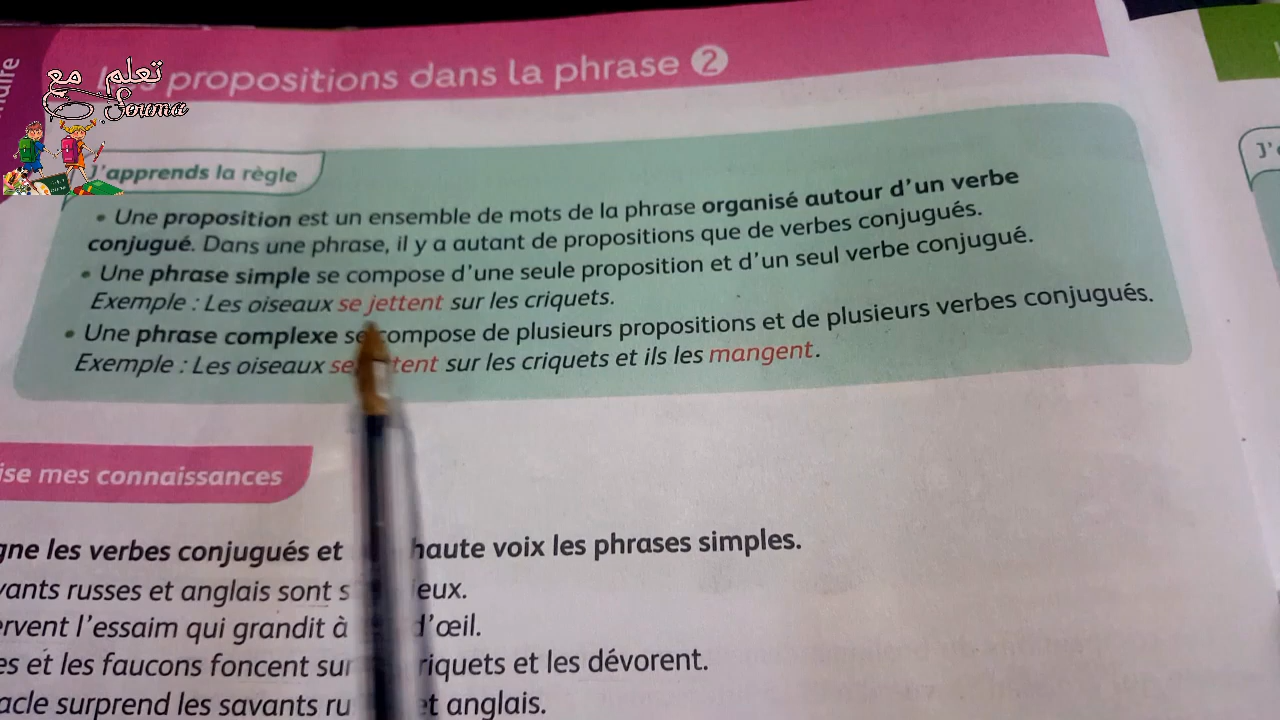 تعلم مع
Souma
propositions dans la phrase 2
J'apprends la règle
• Une proposition est un ensemble de mots de la phrase organisé autour d'un verbe
conjugué. Dans une phrase, il y a autant de propositions que de verbes conjugués.
• Une phrase simple se compose d'une seule proposition et d'un seul verbe conjugué.
Exemple : Les oiseaux se jettent sur les criquets.
• Une phrase complexe se compose de plusieurs propositions et de plusieurs verbes conjugués.
Exemple : Les oiseaux se tent sur les criquets et ils les mangent.
ise mes connaissances
gne les verbes conjugués et haute voix les phrases simples.
vants russes et anglais sont s ieux.
ervent l'essaim qui grandit à d'œil.
es et les faucons foncent sur riquets et les dévorent.
acle surprend les savants ru et anglais.